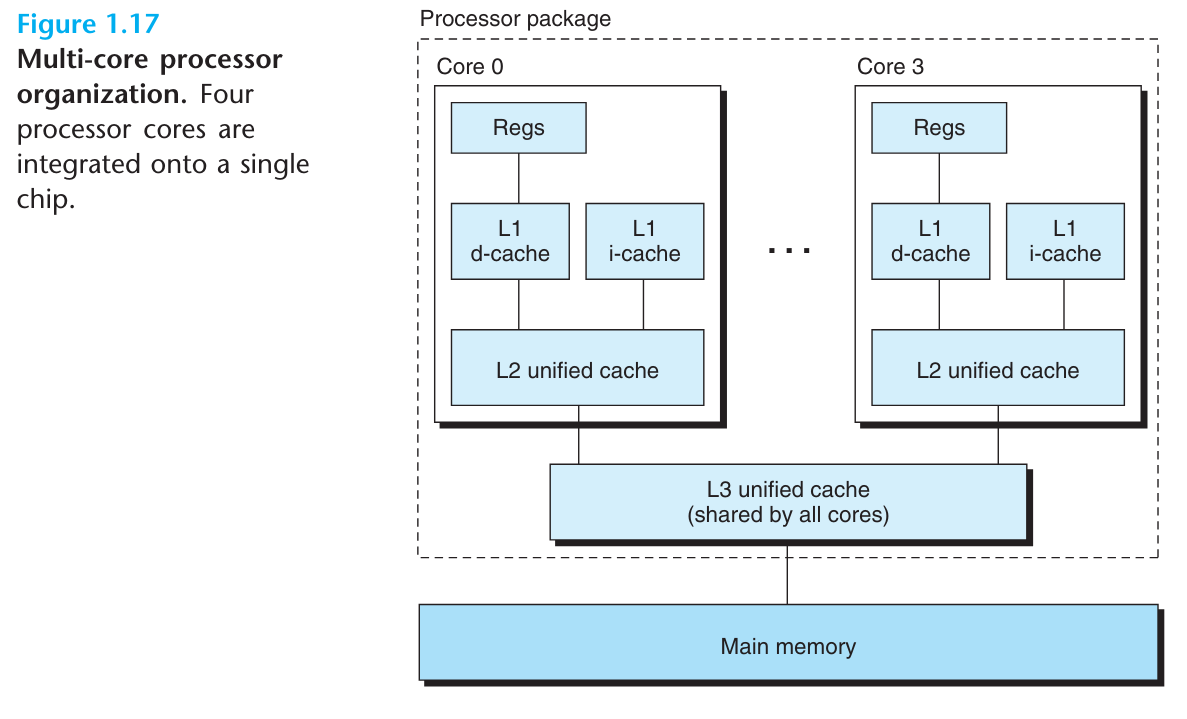 Figure 1.17
Multi-core processor
organization. Four
processor cores are
integrated onto a single
chip.
Processor package
Core 0
Regs
L1
d-cache
L1
i-cache
L2 unified cache
...
Core 3
Regs
L1
d-cache
L1
i-cache
L2 unified cache
L3 unified cache
(shared by all cores)
Main memory